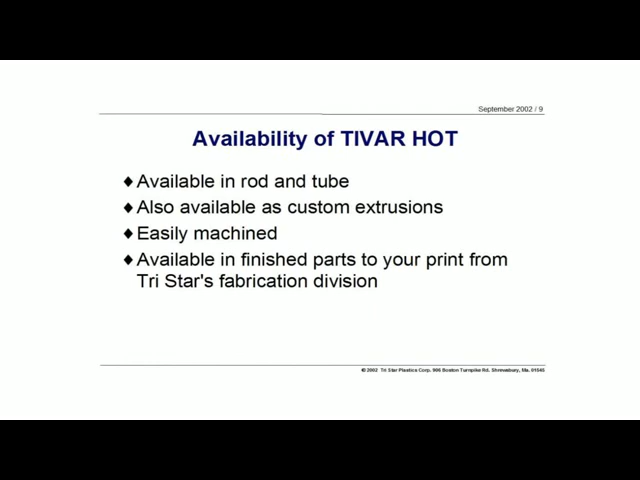 September 2002 / 9
Availability of TIVAR HOT
♦Available in rod and tube
♦Also available as custom extrusions
♦Easily machined
♦Available in finished parts to your print from
Tri Star's fabrication division
© 2002 Tri Star Plastics Corp. 906 Boston Turnpike Rd. Shrewsbury, Ma. 01545